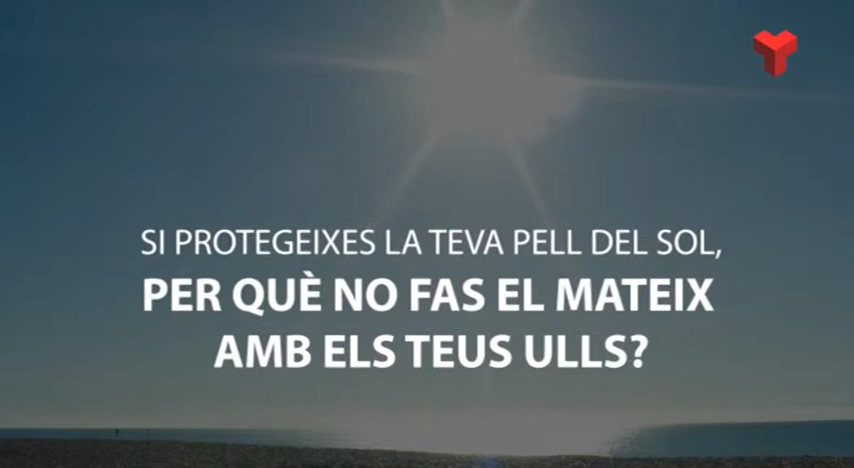 SI PROTEGEIXES LA TEVA PELL DEL SOL,
PER QUÈ NO FAS EL MATEIX
AMB ELS TEUS ULLS?